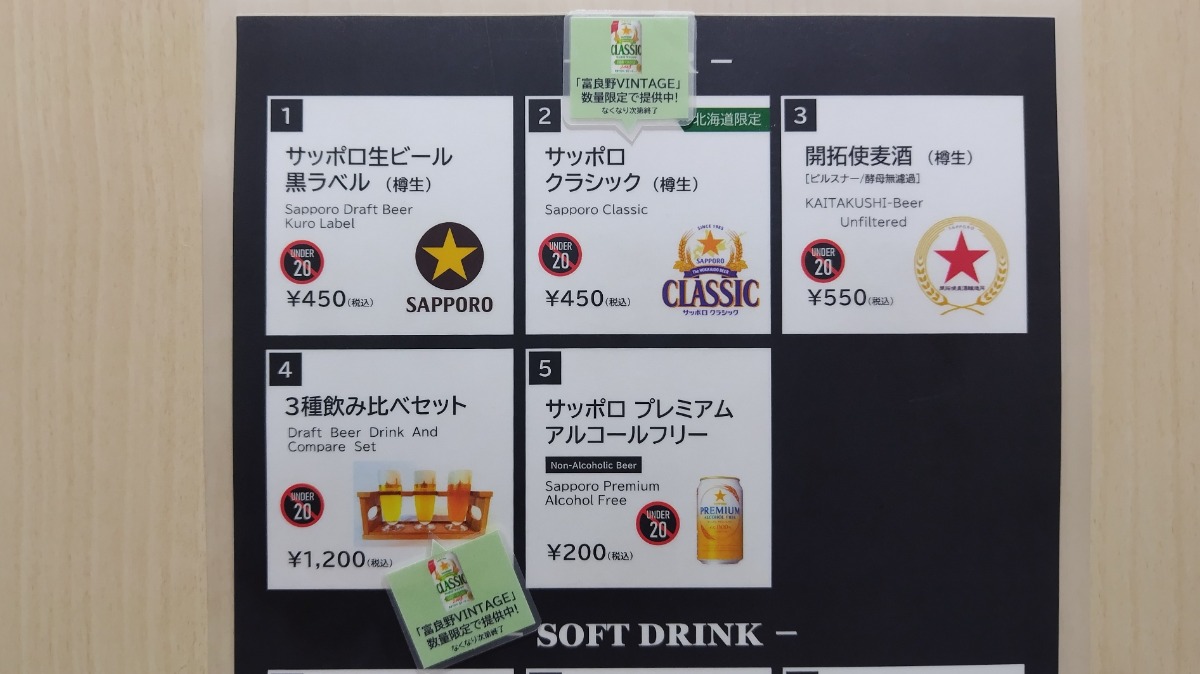 CLASSIC
「富良野VINTAGE」
数量限定で提供中!
なくなり次第終了
1
サッポロ生ビール
黒ラベル (樽生)
Sapporo Draft Beer
Kuro Label
UNDER
20
¥450(税込)
SAPPORO
2
北海道限定
サッポロ
クラシック (樽生)
Sapporo Classic
UNDER
20
¥450(税込)
SINCE 1985
SAPPORO
The HOKKAIDO BEER
CLASSIC
サッポロ クラシック
3
開拓使麦酒 (樽生)
[ピルスナー/酵母無濾過]
KAITAKUSHI-Beer
Unfiltered
UNDER
20
¥550(税込)
4
3種飲み比べセット
Draft Beer Drink And
Compare Set
UNDER
20
¥1,200(税込)
CLASSIC
「富良野VINTAGE」
数量限定で提供中!
なくなり次第終了
5
サッポロ プレミアム
アルコールフリー
Non-Alcoholic Beer
Sapporo Premium
Alcohol Free
UNDER
20
¥200(税込)
PREMIUM
ALCOHOL FREE
SOFT DRINK －